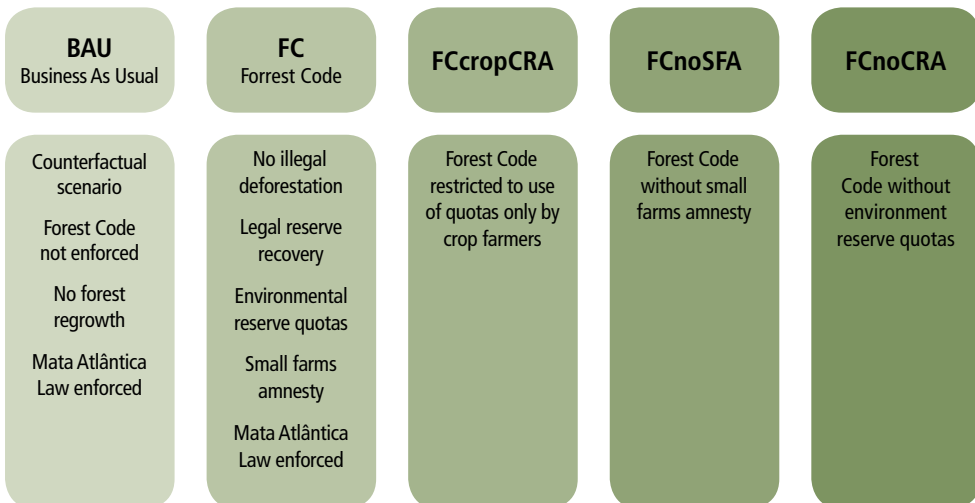 BAU
Business As Usual
Counterfactual
scenario
Forest Code
not enforced
No forest
regrowth
Mata Atlântica
Law enforced
FC
Forrest Code
No illegal
deforestation
Legal reserve
recovery
Environmental
reserve quotas
Small farms
amnesty
Mata Atlântica
Law enforced
FCcropCRA
Forest Code
restricted to use
of quotas only by
crop farmers
FCnoSFA
Forest Code
without small
farms amnesty
FCnoCRA
Forest
Code without
environment
reserve quotas